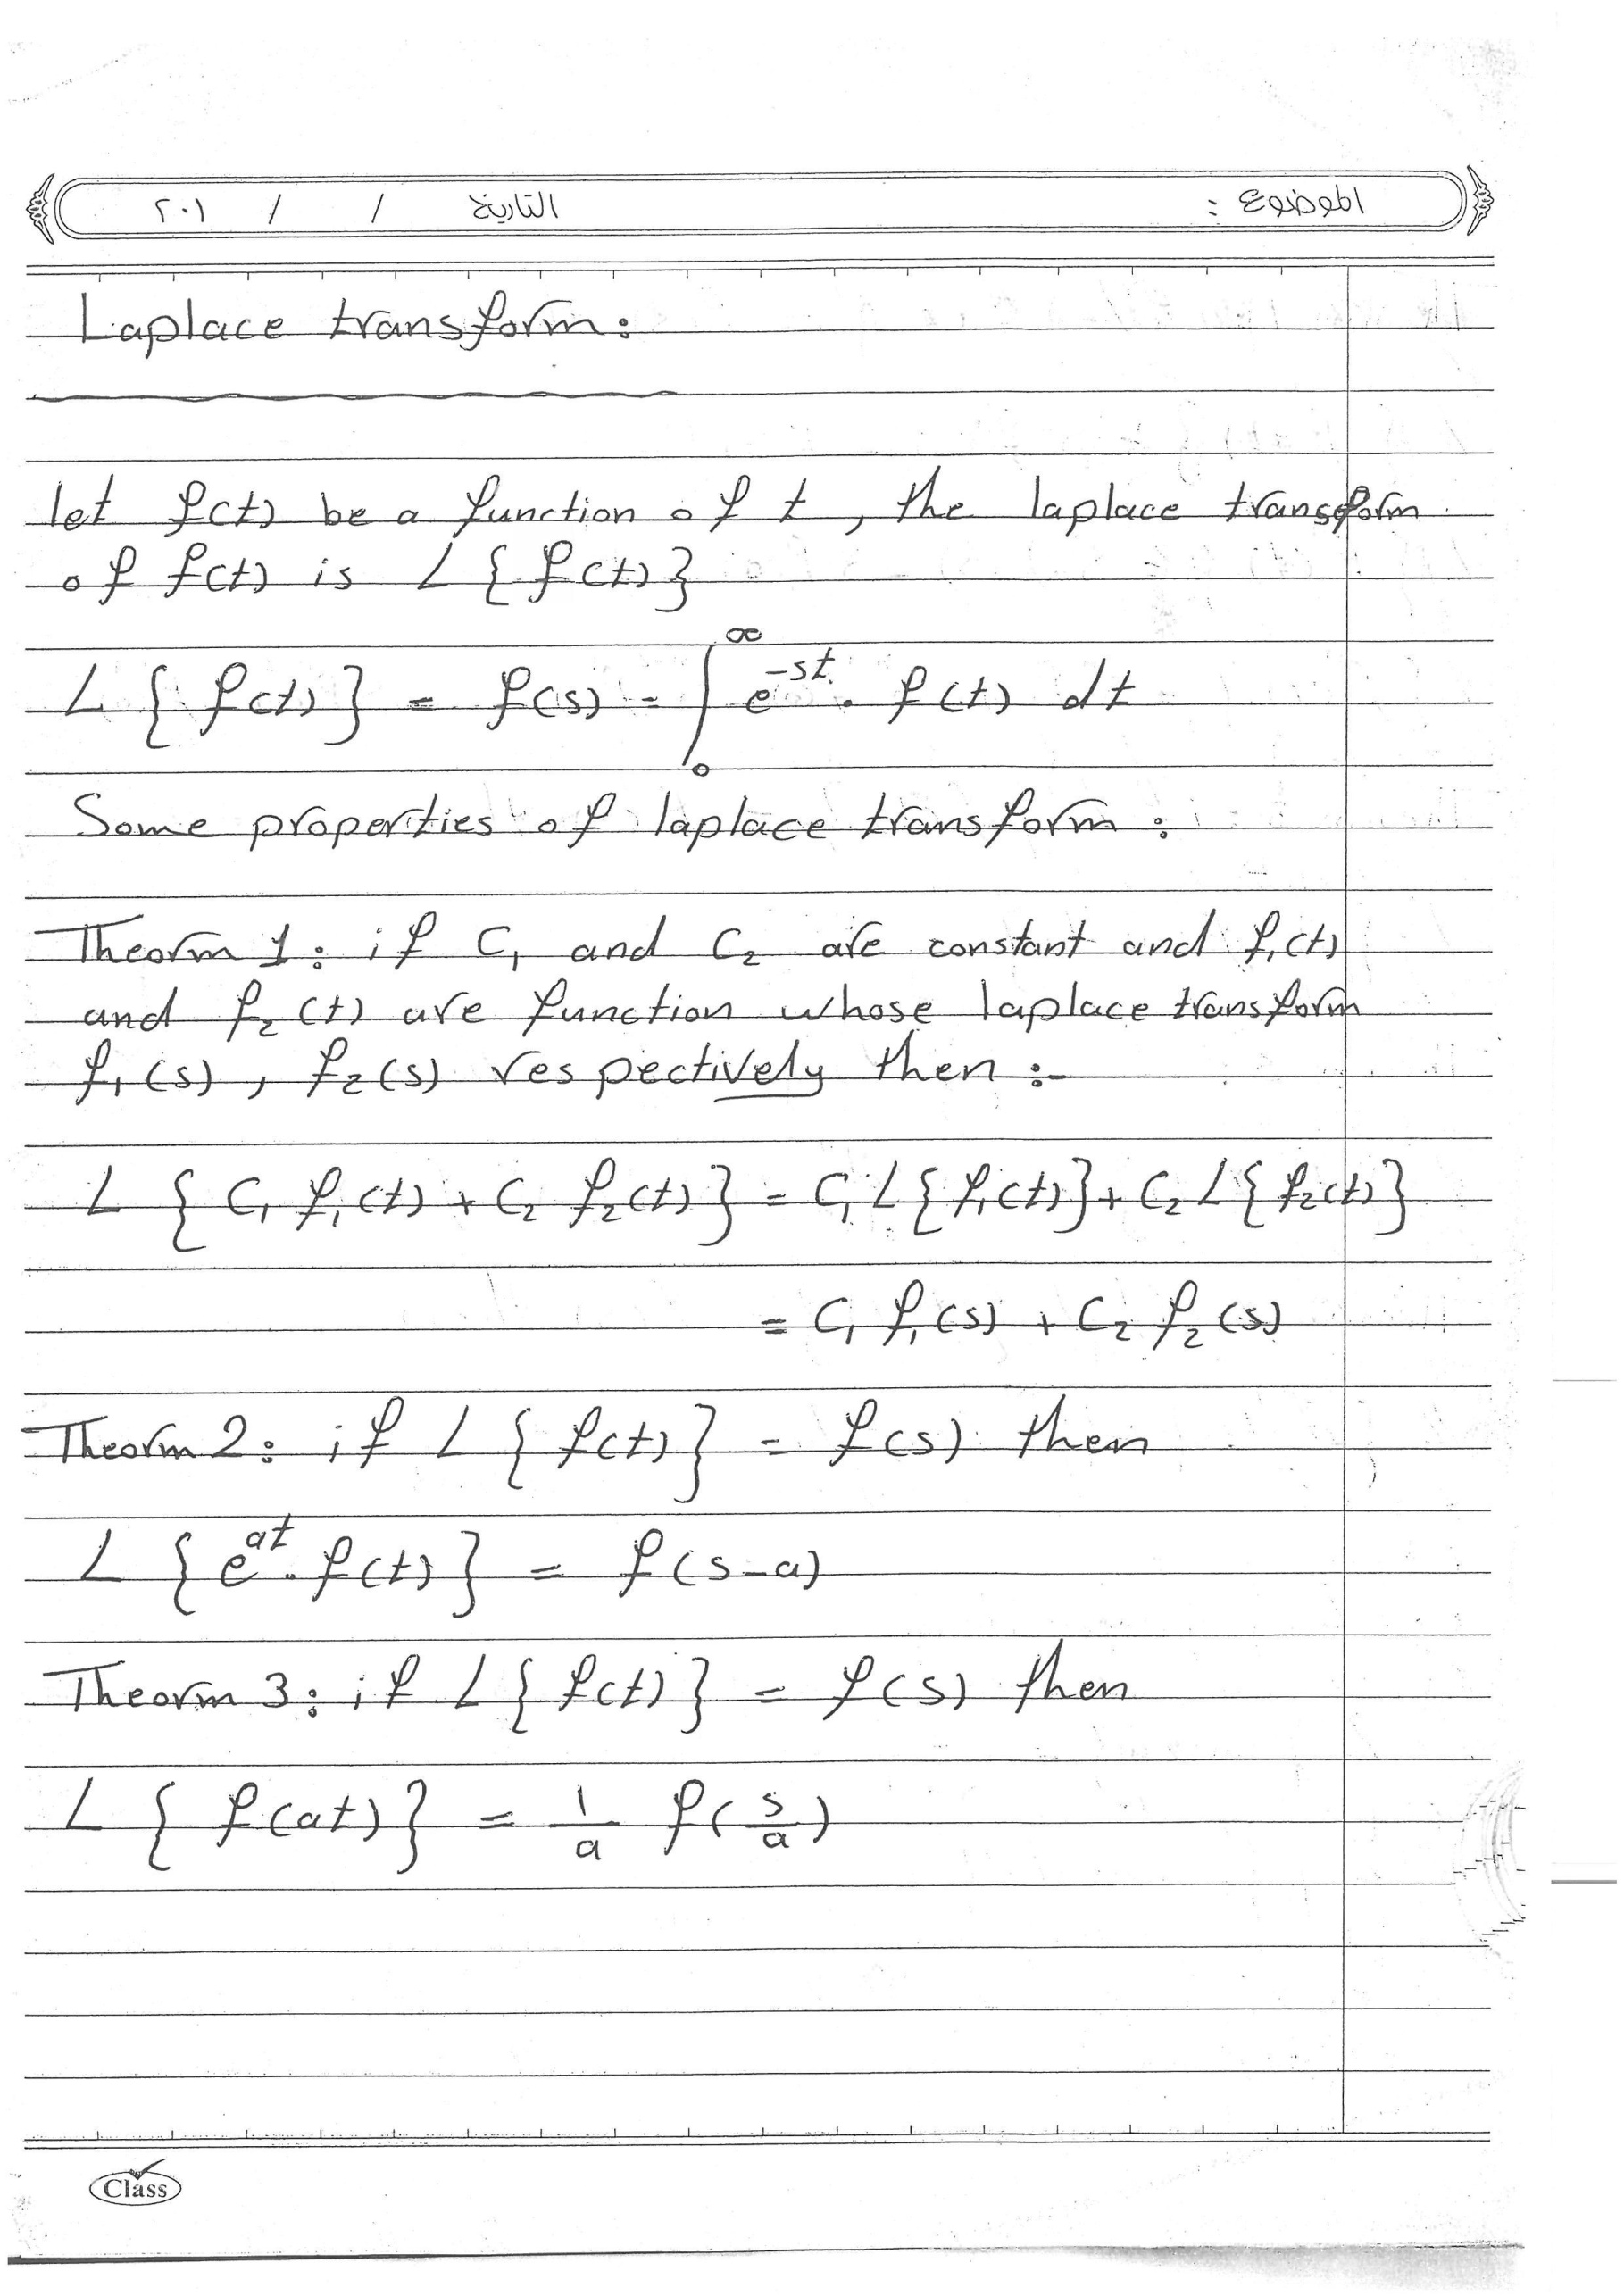 الموضوع : التاريخ / / ٢٠١
Laplace transform:
let f(t) be a function of t, the laplace transform
of f(t) is L{f(t)}
L{f(t)} = f(s) = ∫₀^∞ e^{-st} . f(t) dt
Some properties of laplace transform :
Theorm 1: if C₁ and C₂ are constant and f₁(t)
and f₂(t) are function whose laplace transform
f₁(s), f₂(s) respectively then :-
L{C₁ f₁(t) + C₂ f₂(t)} = C₁ L{f₁(t)} + C₂ L{f₂(t)}
= C₁ f₁(s) + C₂ f₂(s)
Theorm 2: if L{f(t)} = f(s) then
L{e^{at} . f(t)} = f(s-a)
Theorm 3: if L{f(t)} = f(s) then
L{f(at)} = 1/a f(s/a)
Class